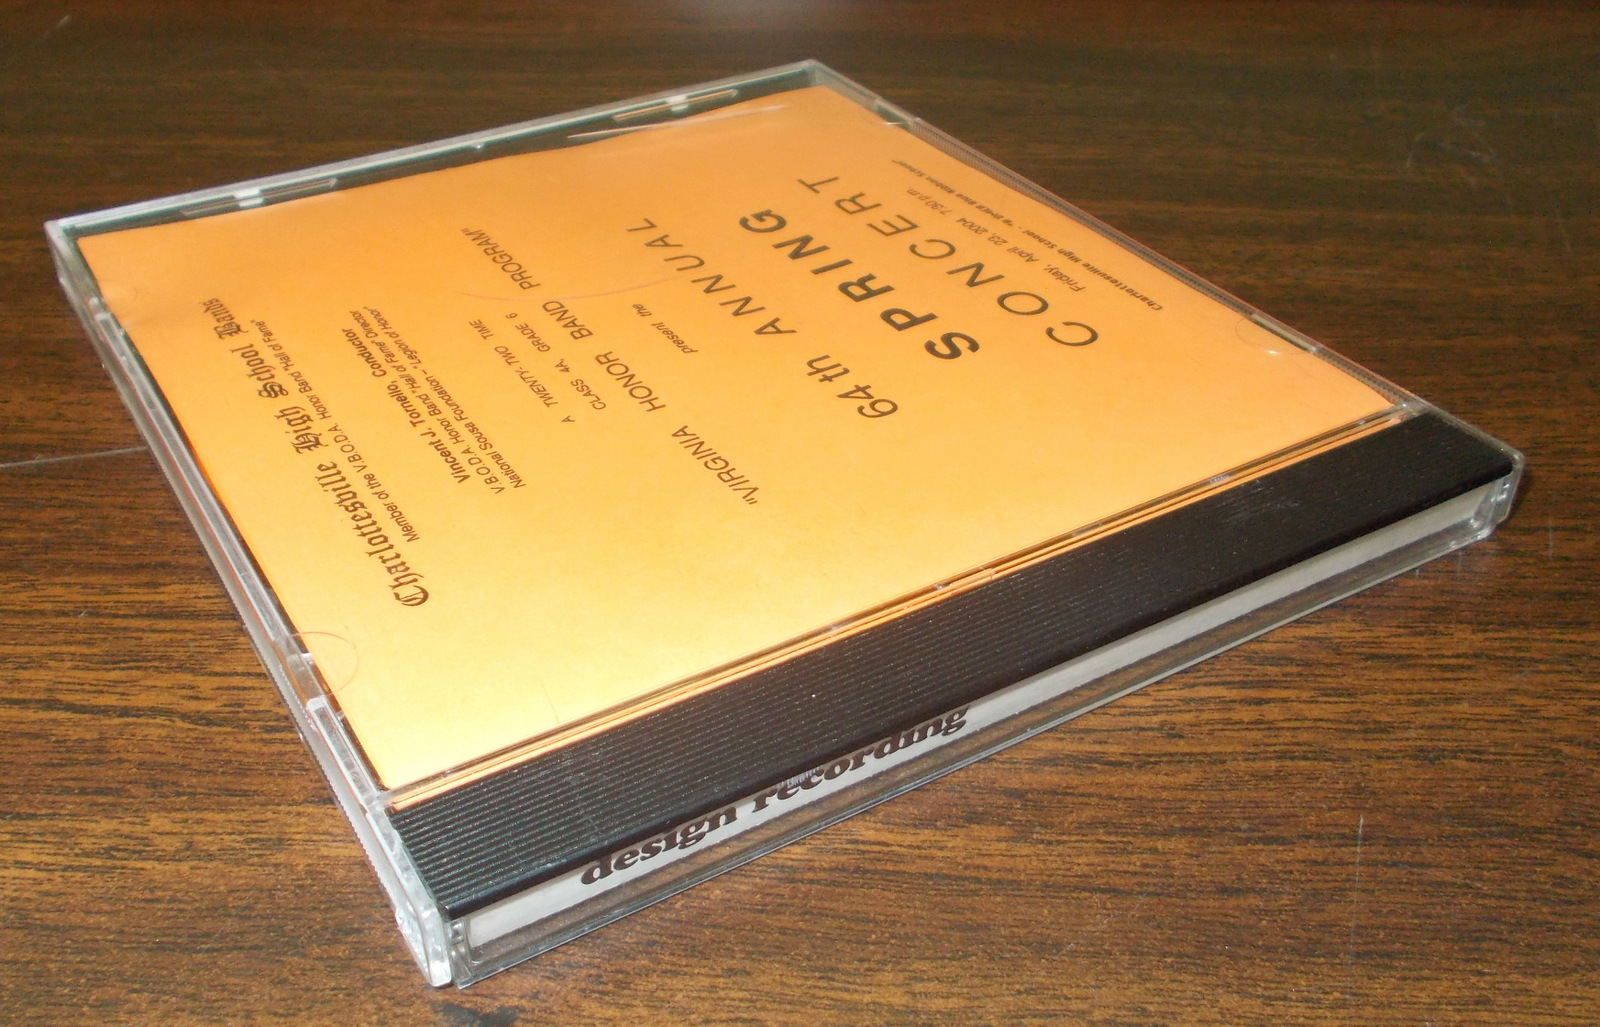 Charlottesville High School Bands
Member of the V.B.O.D.A. Honor Band "Hall of Fame"
Vincent J. Tornello, Conductor
V.B.O.D.A. Honor Band "Hall of Fame" Director
National Sousa Foundation - "Legion of Honor"
A TWENTY-TWO TIME
CLASS 4A, GRADE 6
"VIRGINIA HONOR BAND PROGRAM"
present the
64th ANNUAL
SPRING
CONCERT
Friday, April 23, 2004 7:30 p.m.
Charlottesville High School - "a USDE Blue Ribbon School"
design recording